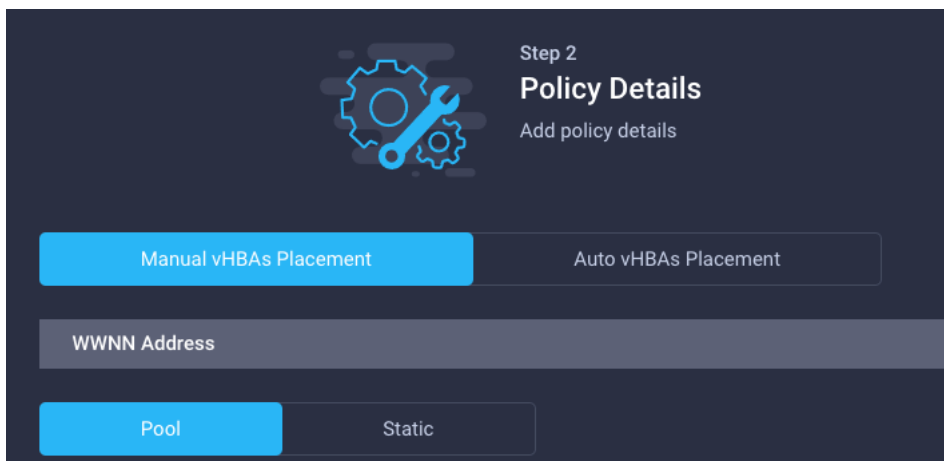 Step 2
Policy Details
Add policy details
Manual vHBAs Placement
Auto vHBAs Placement
WWNN Address
Pool
Static